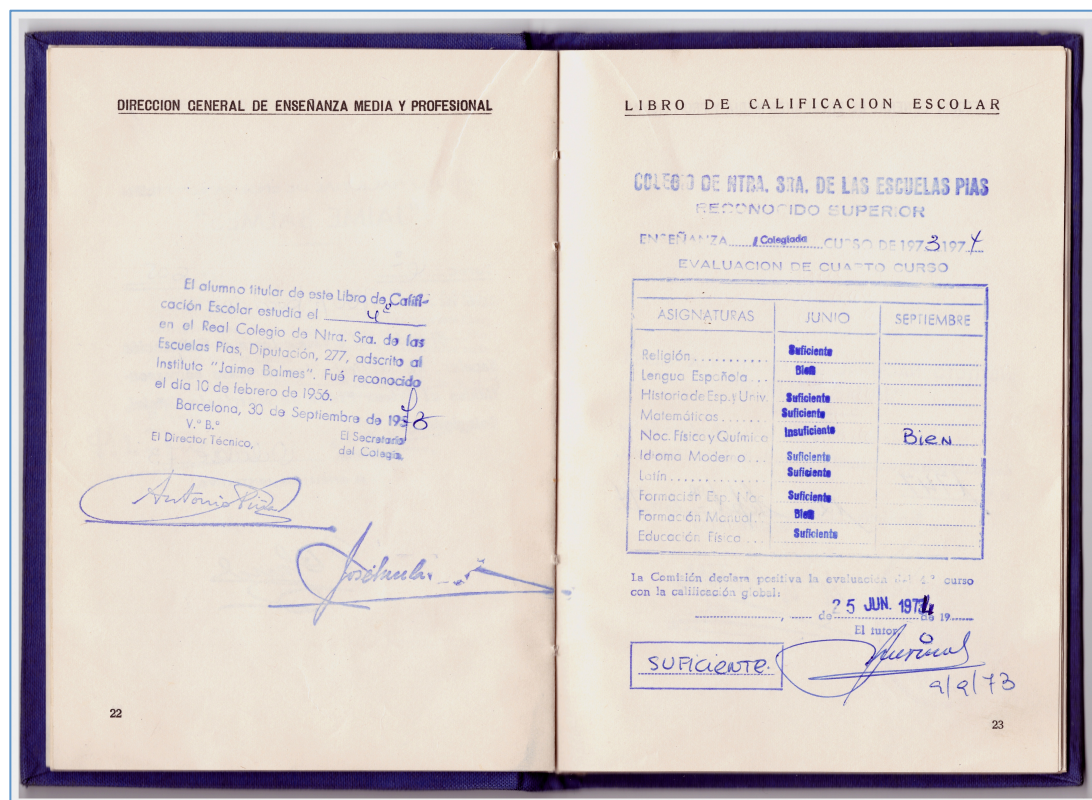 DIRECCION GENERAL DE ENSEÑANZA MEDIA Y PROFESIONAL
El alumno titular de este Libro de Califi-
cación Escolar estudia el 4º
en el Real Colegio de Ntra. Sra. de las
Escuelas Pías, Diputación, 277, adscrito al
Instituto "Jaime Balmes". Fué reconocido
el día 10 de febrero de 1956.
Barcelona, 30 de Septiembre de 19
V.º B.º
El Director Técnico,
El Secretario
del Colegio,
Antonio
22
LIBRO DE CALIFICACION ESCOLAR
COLEGIO DE NTRA. SRA. DE LAS ESCUELAS PIAS
RECONOCIDO SUPERIOR
ENSEÑANZA Colegiada CURSO DE 1973 1974
EVALUACION DE CUARTO CURSO
ASIGNATURAS JUNIO SEPTIEMBRE
Religión .......... Suficiente
Lengua Española ... Bien
Historia de Esp. y Univ. Suficiente
Matemáticas ...... Suficiente
Noc. Física y Química Insuficiente Bien
Idioma Moderno ... Suficiente
Latín ............. Suficiente
Formación Esp. Nac. Suficiente
Formación Manual. Bien
Educación Física ... Suficiente
La Comisión declara positiva la evaluación del curso
con la calificación global:
de 25 JUN. 1974 de 19
El tutor
SUFICIENTE.
9/9/73
23